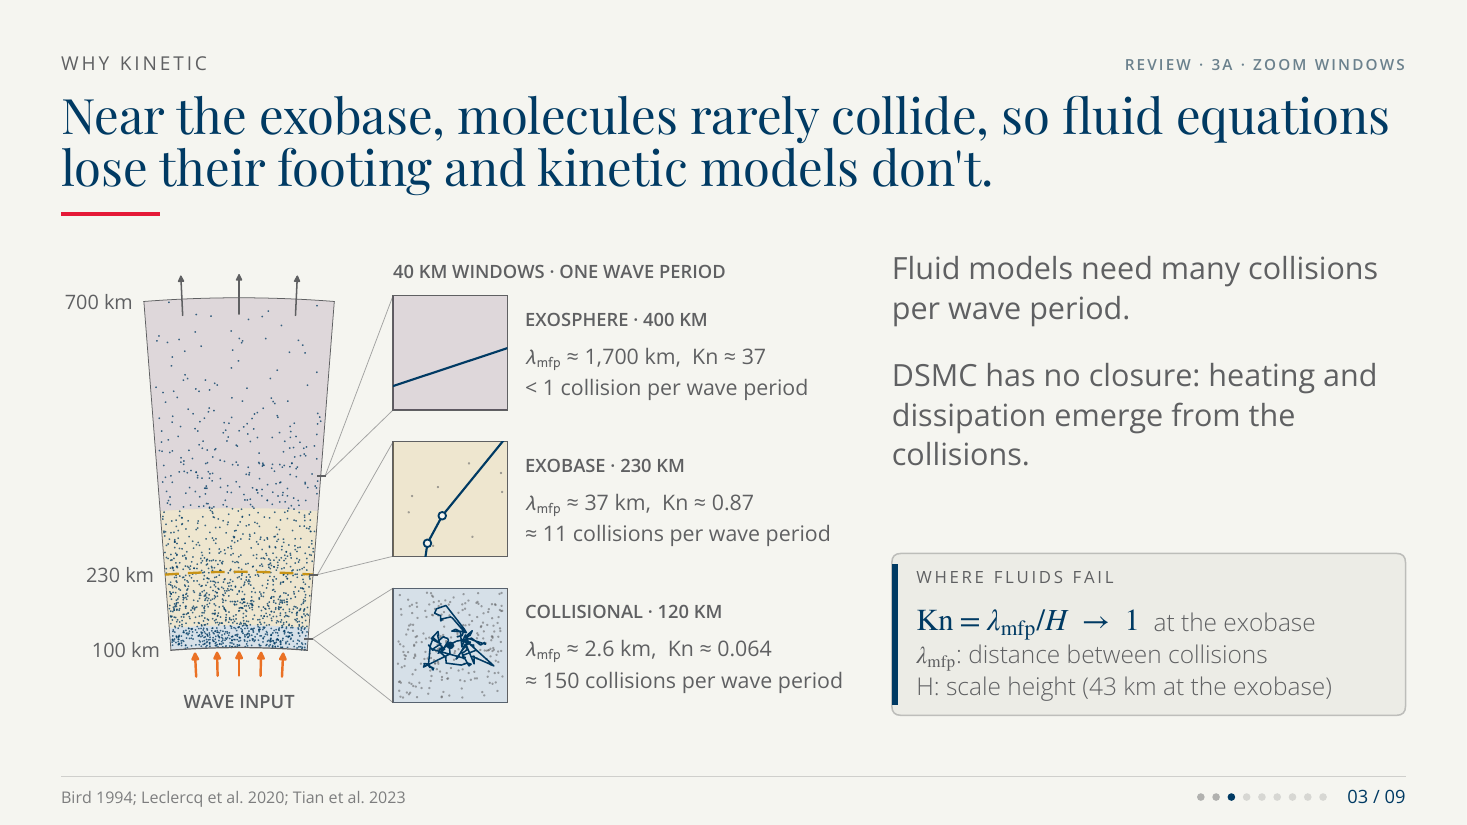 WHY KINETIC
REVIEW · 3A · ZOOM WINDOWS
Near the exobase, molecules rarely collide, so fluid equations
lose their footing and kinetic models don't.
700 km
230 km
100 km
WAVE INPUT
40 KM WINDOWS · ONE WAVE PERIOD
EXOSPHERE · 400 KM
λmfp ≈ 1,700 km, Kn ≈ 37
< 1 collision per wave period
EXOBASE · 230 KM
λmfp ≈ 37 km, Kn ≈ 0.87
≈ 11 collisions per wave period
COLLISIONAL · 120 KM
λmfp ≈ 2.6 km, Kn ≈ 0.064
≈ 150 collisions per wave period
Fluid models need many collisions
per wave period.
DSMC has no closure: heating and
dissipation emerge from the
collisions.
WHERE FLUIDS FAIL
Kn = λmfp/H → 1 at the exobase
λmfp: distance between collisions
H: scale height (43 km at the exobase)
Bird 1994; Leclercq et al. 2020; Tian et al. 2023
03 / 09